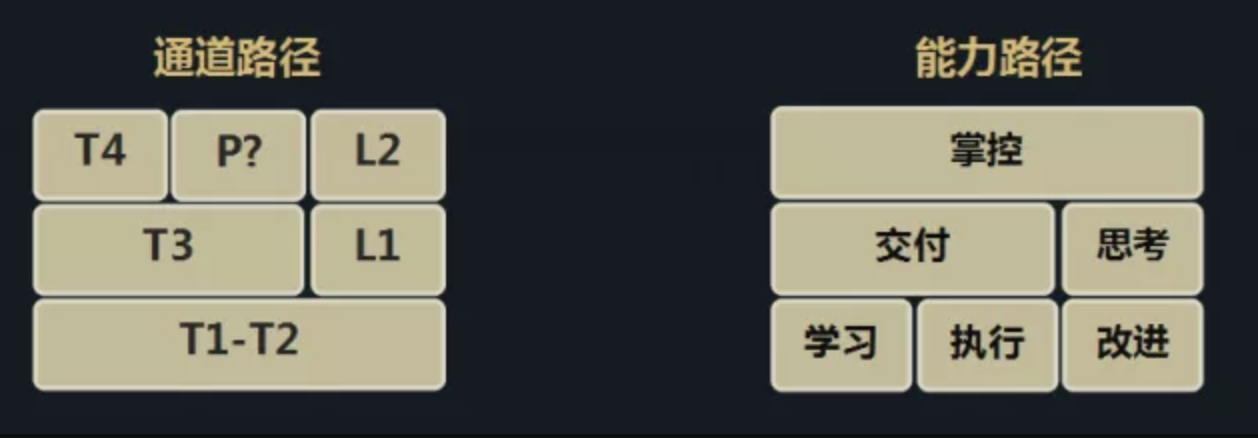 通道路径
T4 P? L2
T3 L1
T1-T2
能力路径
掌控
交付 思考
学习 执行 改进